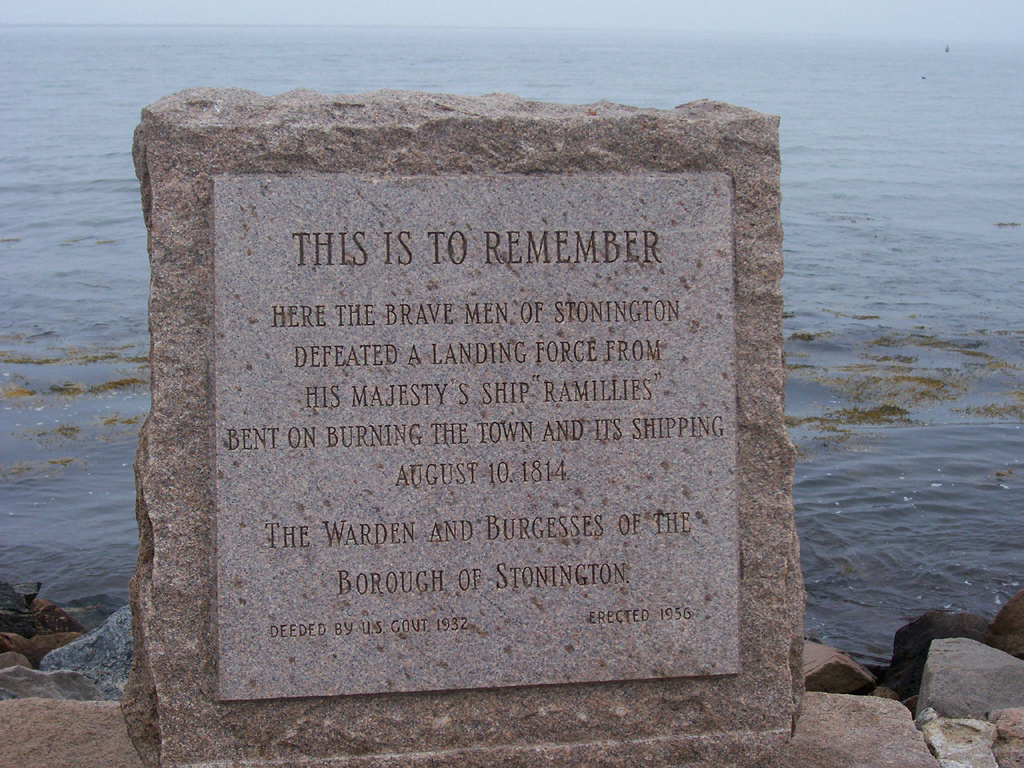 THIS IS TO REMEMBER
HERE THE BRAVE MEN OF STONINGTON
DEFEATED A LANDING FORCE FROM
HIS MAJESTY'S SHIP "RAMILLIES"
BENT ON BURNING THE TOWN AND ITS SHIPPING
AUGUST 10. 1814
THE WARDEN AND BURGESSES OF THE
BOROUGH OF STONINGTON.
DEEDED BY U.S. GOVT. 1932
ERECTED 1956